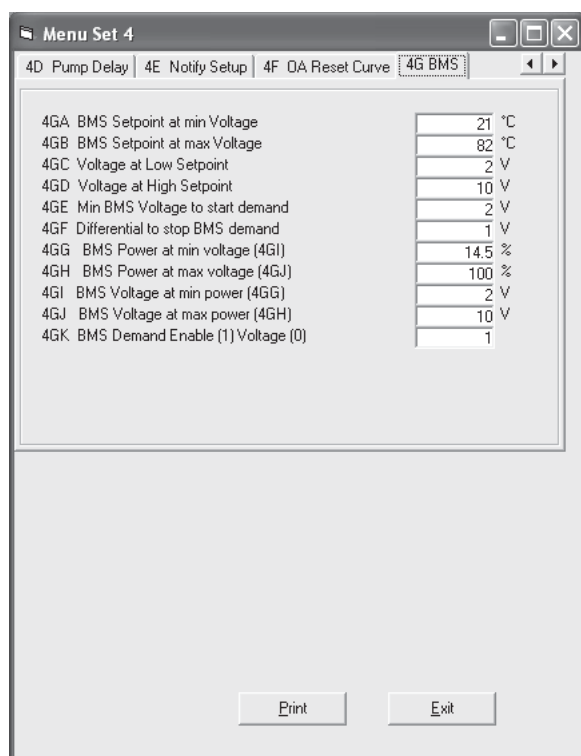 Menu Set 4
4D Pump Delay 4E Notify Setup 4F OA Reset Curve 4G BMS
4GA BMS Setpoint at min Voltage 21 °C
4GB BMS Setpoint at max Voltage 82 °C
4GC Voltage at Low Setpoint 2 V
4GD Voltage at High Setpoint 10 V
4GE Min BMS Voltage to start demand 2 V
4GF Differential to stop BMS demand 1 V
4GG BMS Power at min voltage (4GI) 14.5 %
4GH BMS Power at max voltage (4GJ) 100 %
4GI BMS Voltage at min power (4GG) 2 V
4GJ BMS Voltage at max power (4GH) 10 V
4GK BMS Demand Enable (1) Voltage (0) 1
Print Exit